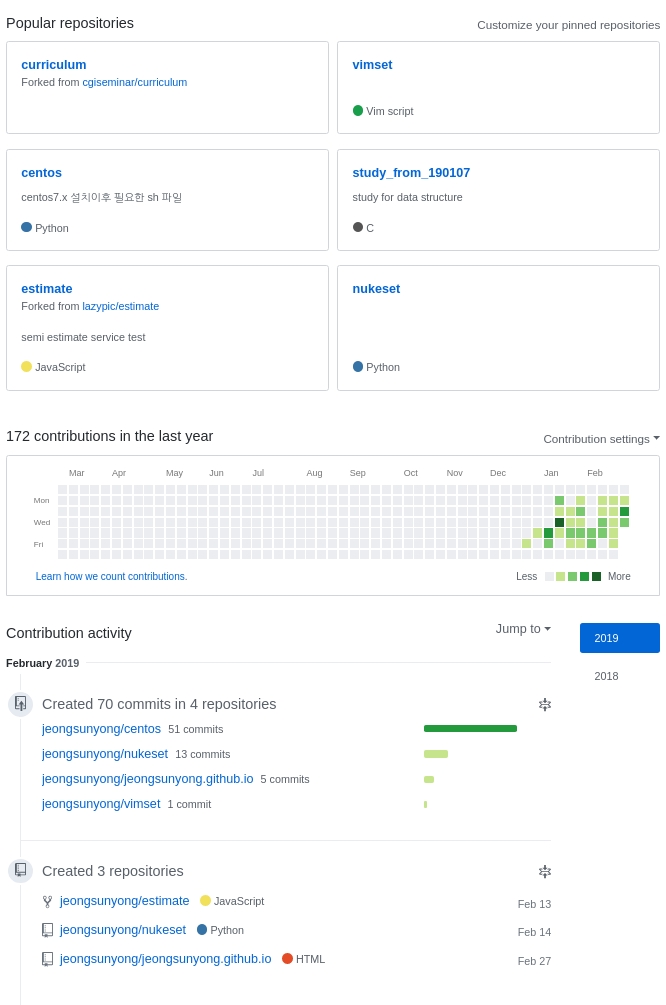 Popular repositories
Customize your pinned repositories
curriculum
Forked from cgiseminar/curriculum
vimset
Vim script
centos
centos7.x 설치이후 필요한 sh 파일
Python
study_from_190107
study for data structure
C
estimate
Forked from lazypic/estimate
semi estimate service test
JavaScript
nukeset
Python
172 contributions in the last year
Contribution settings
Mar Apr May Jun Jul Aug Sep Oct Nov Dec Jan Feb
Mon
Wed
Fri
Learn how we count contributions.
Less More
Contribution activity
Jump to
2019
2018
February 2019
Created 70 commits in 4 repositories
jeongsunyong/centos 51 commits
jeongsunyong/nukeset 13 commits
jeongsunyong/jeongsunyong.github.io 5 commits
jeongsunyong/vimset 1 commit
Created 3 repositories
jeongsunyong/estimate JavaScript Feb 13
jeongsunyong/nukeset Python Feb 14
jeongsunyong/jeongsunyong.github.io HTML Feb 27